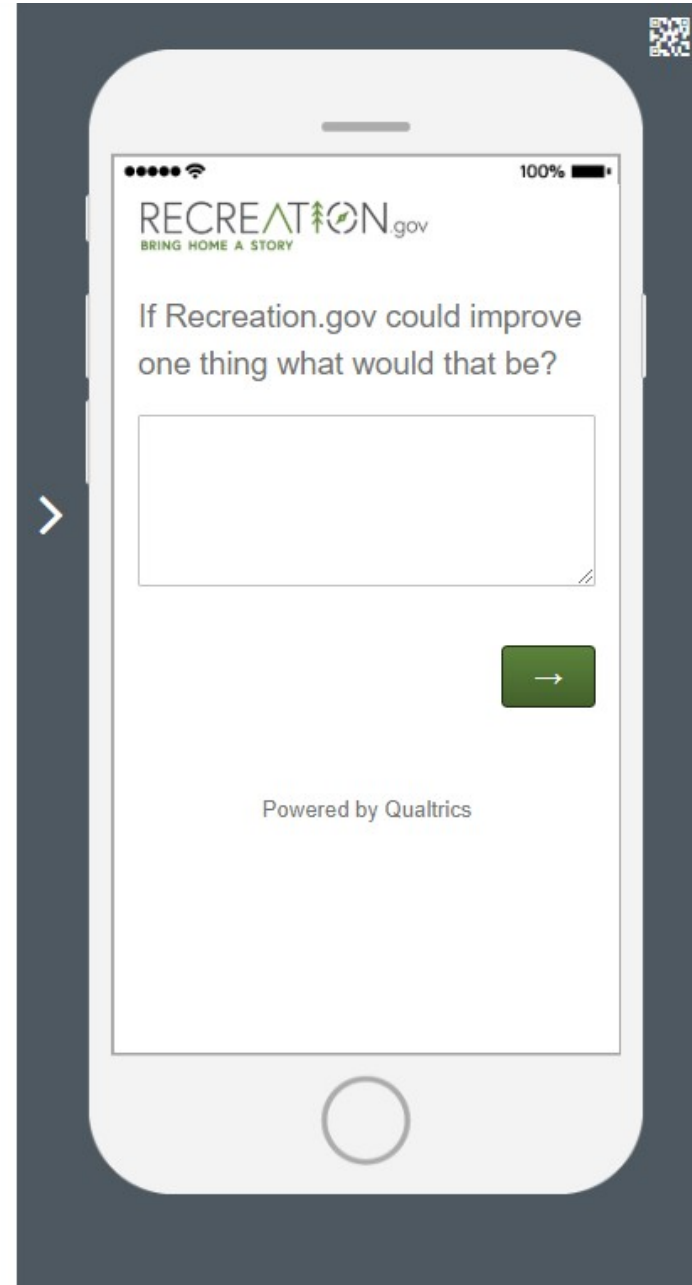 100%
RECREATION.gov
BRING HOME A STORY
If Recreation.gov could improve
one thing what would that be?
→
Powered by Qualtrics